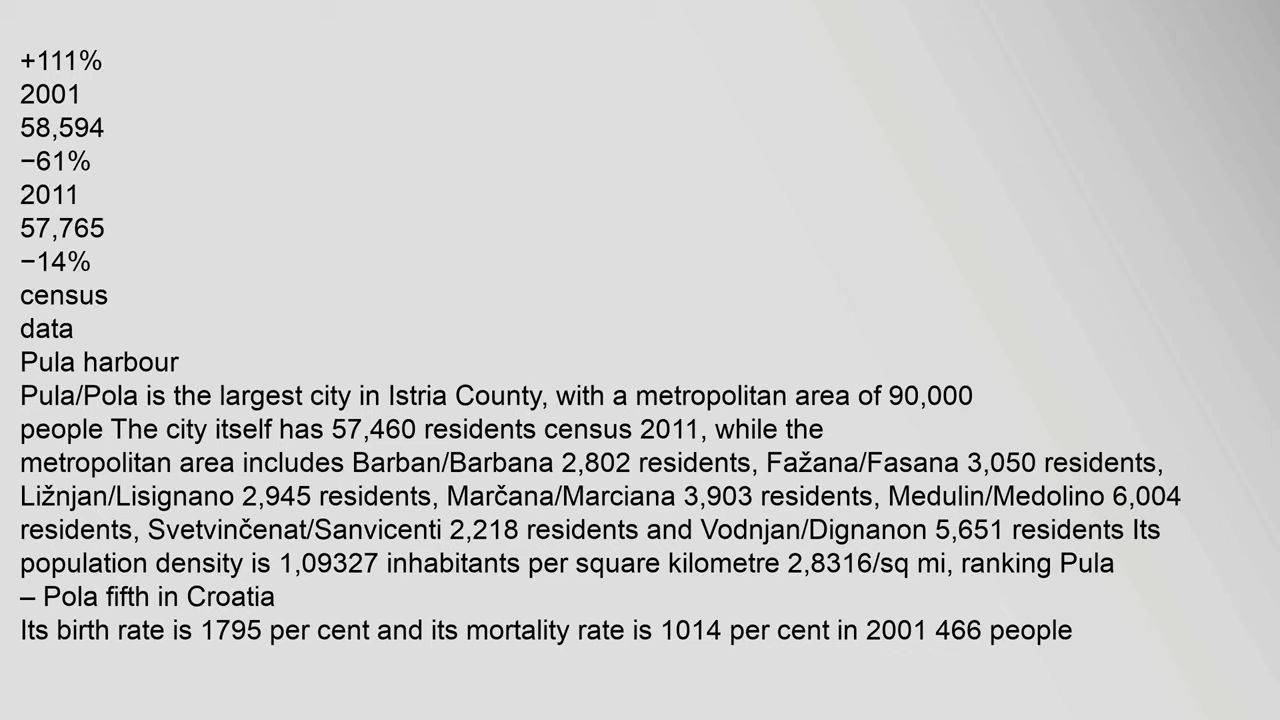 +111%
2001
58,594
−61%
2011
57,765
−14%
census
data
Pula harbour
Pula/Pola is the largest city in Istria County, with a metropolitan area of 90,000
people The city itself has 57,460 residents census 2011, while the
metropolitan area includes Barban/Barbana 2,802 residents, Fažana/Fasana 3,050 residents,
Ližnjan/Lisignano 2,945 residents, Marčana/Marciana 3,903 residents, Medulin/Medolino 6,004
residents, Svetvinčenat/Sanvicenti 2,218 residents and Vodnjan/Dignanon 5,651 residents Its
population density is 1,09327 inhabitants per square kilometre 2,8316/sq mi, ranking Pula
– Pola fifth in Croatia
Its birth rate is 1795 per cent and its mortality rate is 1014 per cent in 2001 466 people